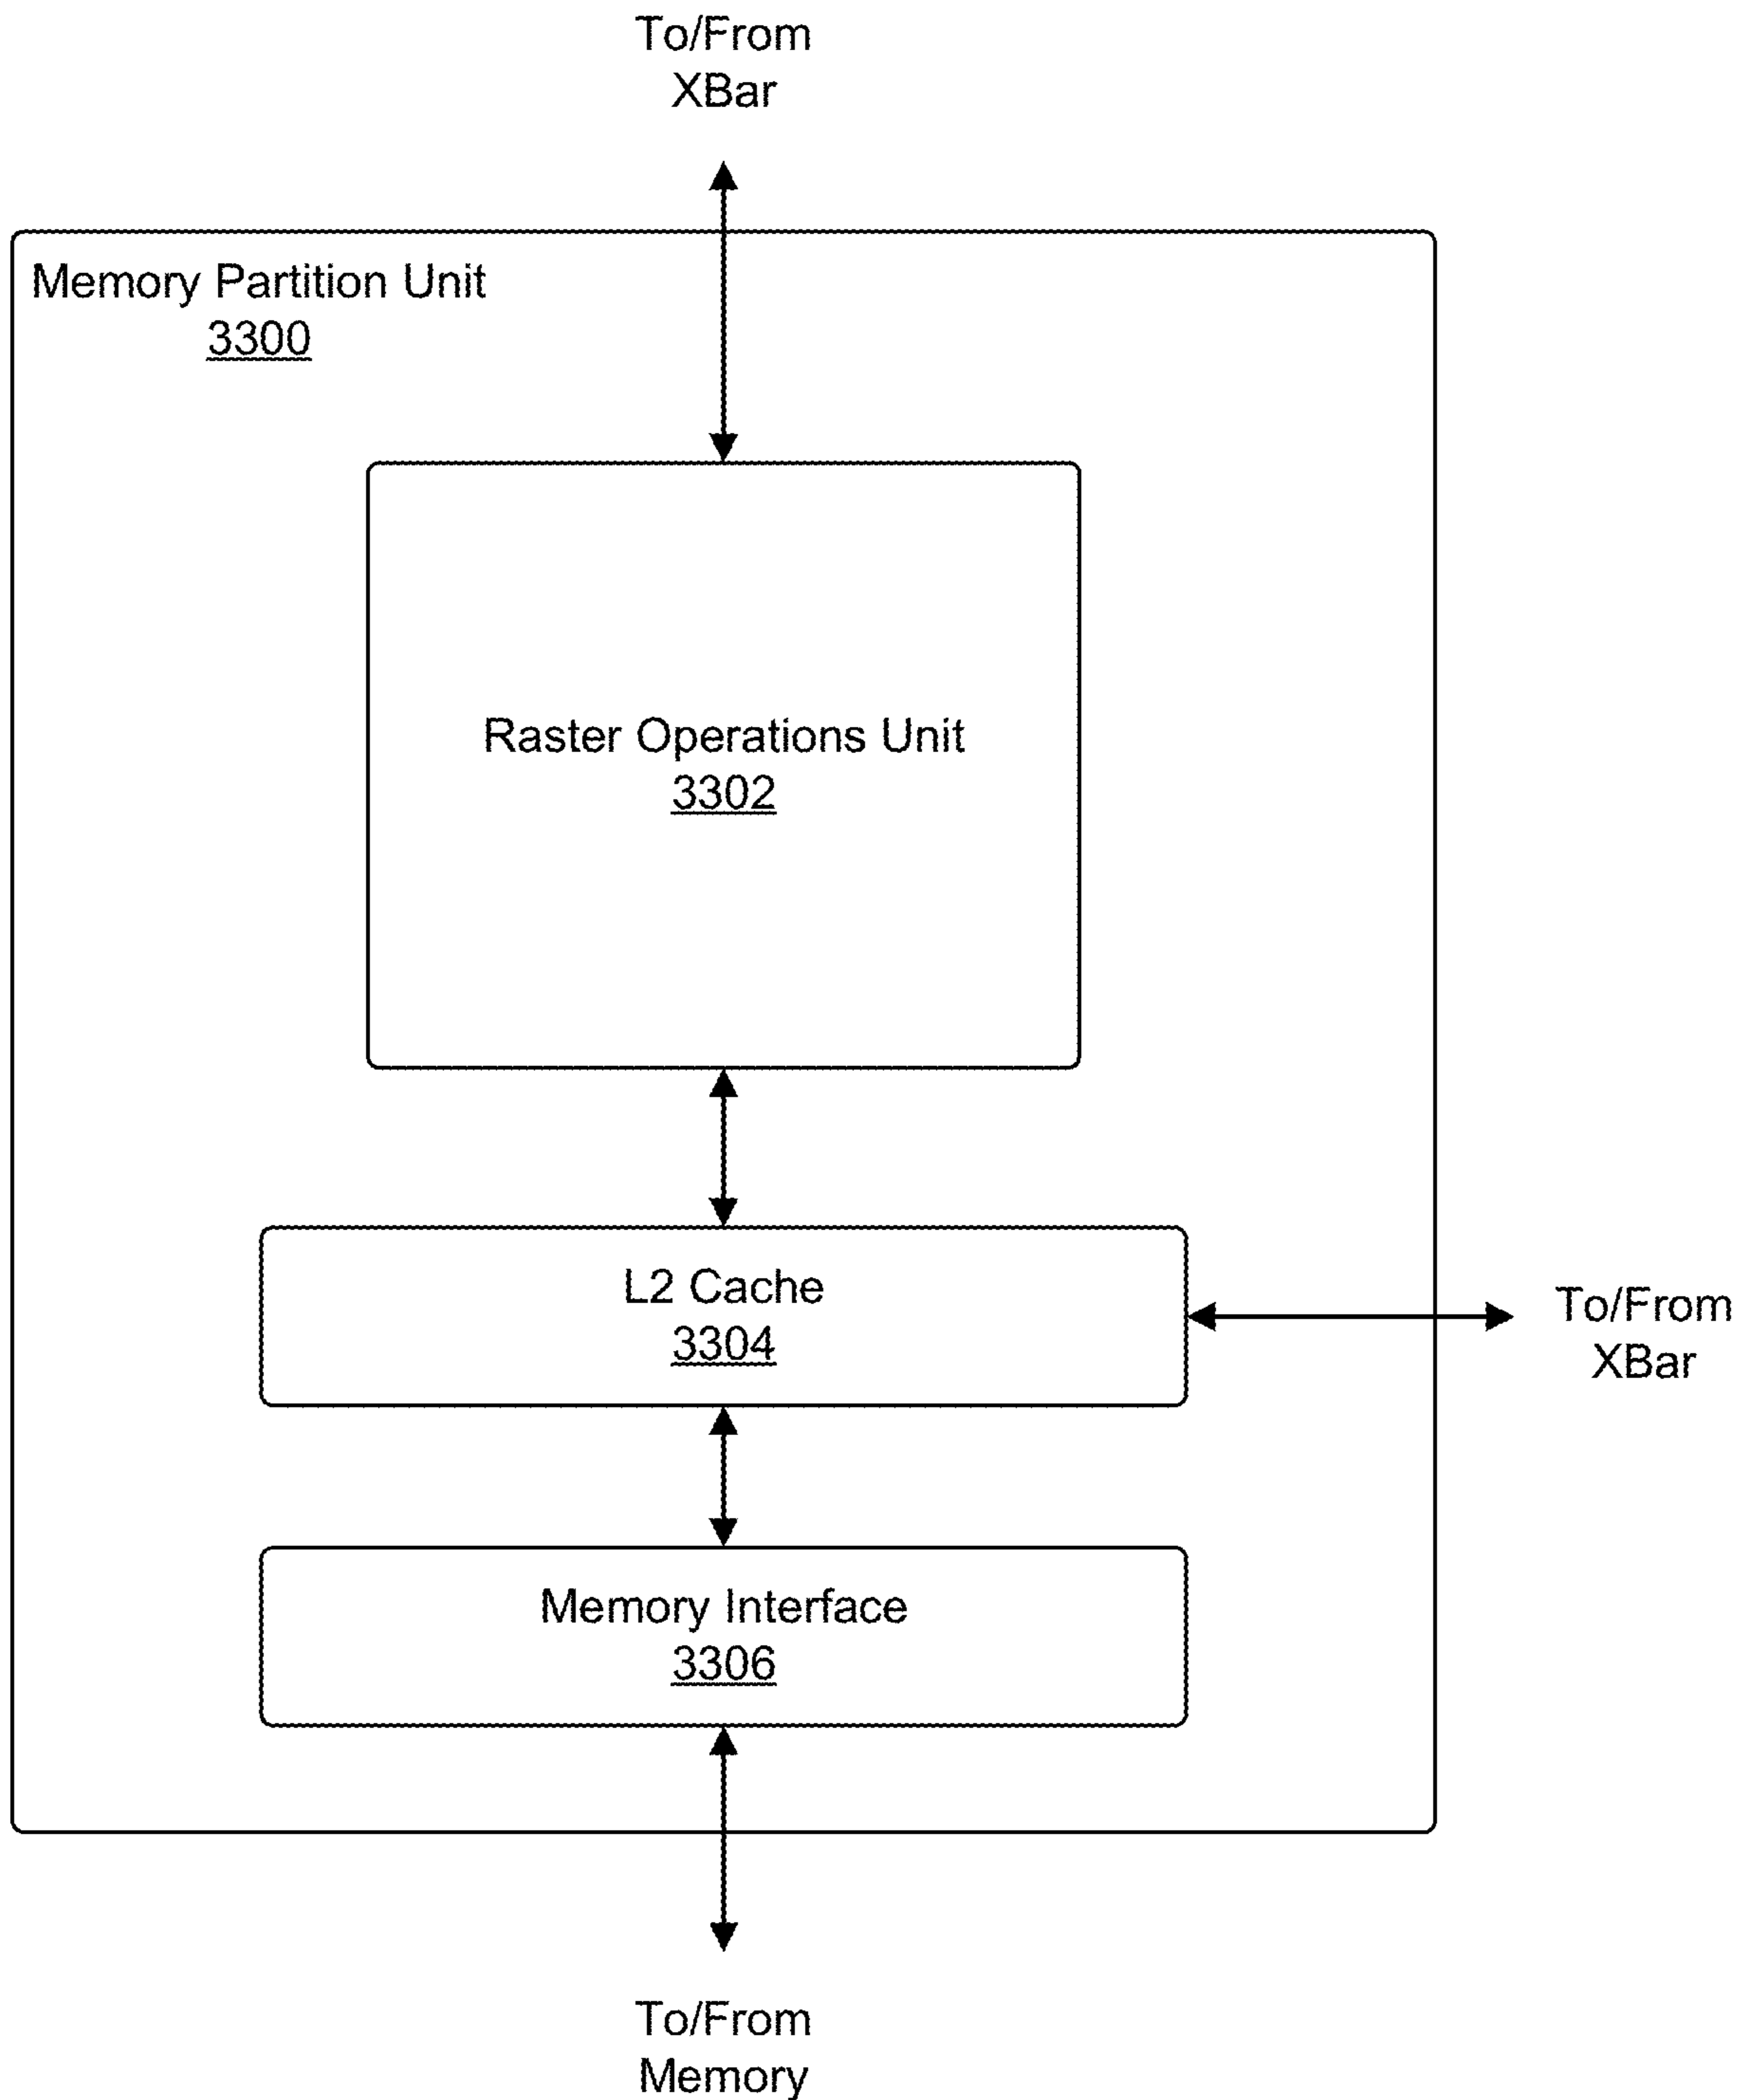 To/From
XBar
Memory Partition Unit
3300
Raster Operations Unit
3302
L2 Cache
3304
To/From
XBar
Memory Interface
3306
To/From
Memory